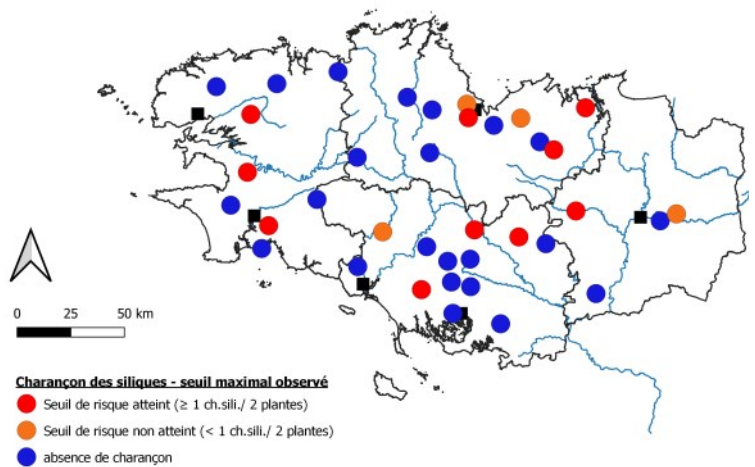 0 25 50 km
Charançon des siliques - seuil maximal observé
Seuil de risque atteint (≥ 1 ch.sili./ 2 plantes)
Seuil de risque non atteint (< 1 ch.sili./ 2 plantes)
absence de charançon